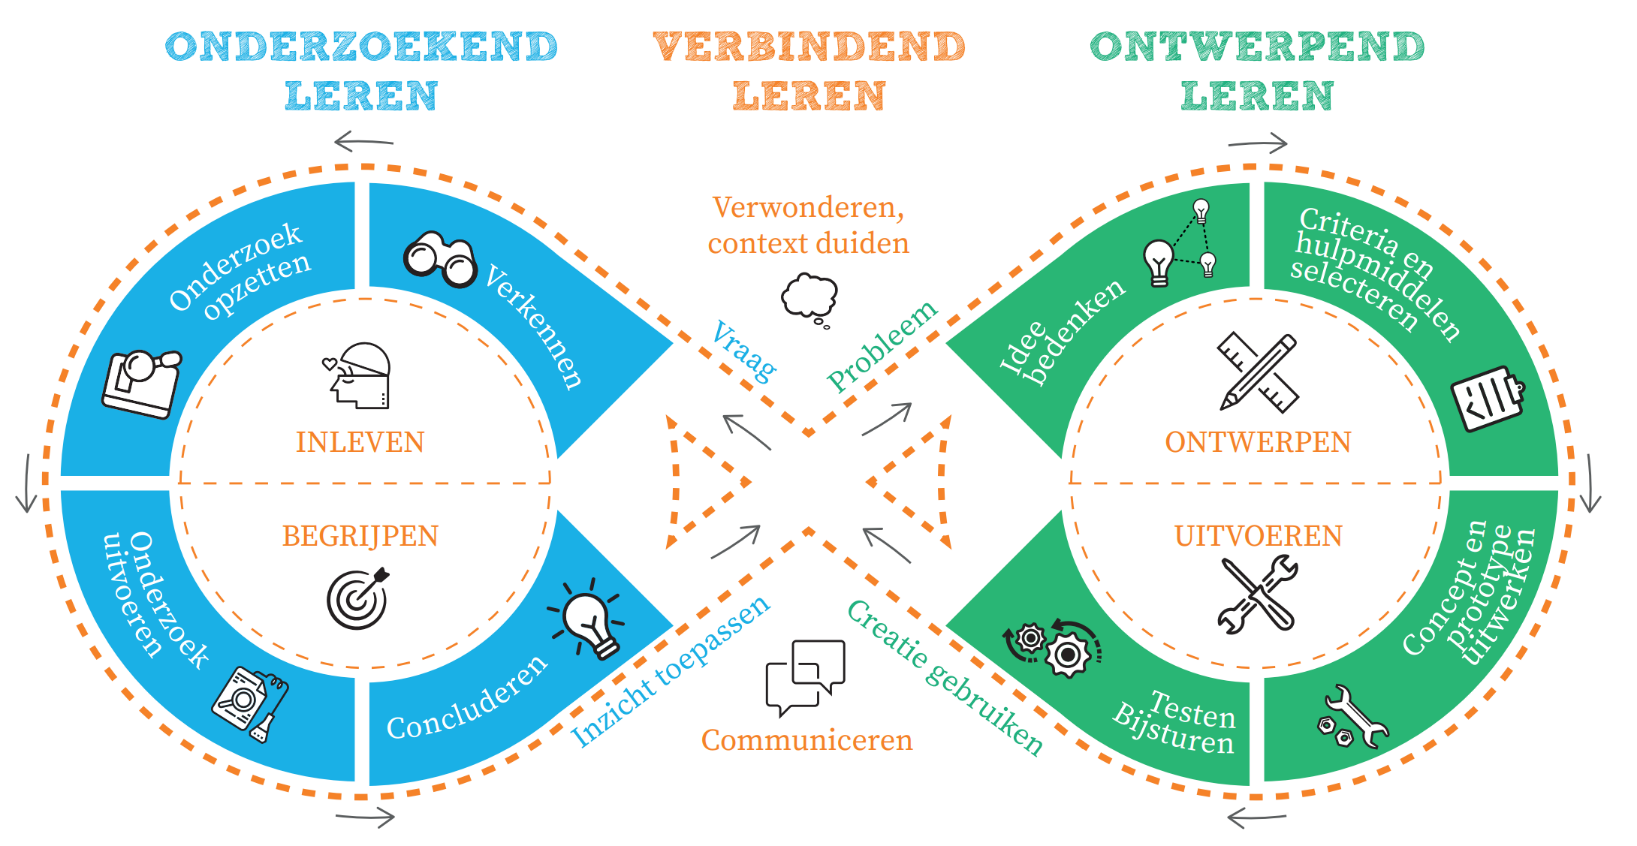 ONDERZOEKEND
LEREN
VERBINDEND
LEREN
ONTWERPEND
LEREN
Onderzoek
opzetten
Verkennen
INLEVEN
BEGRIJPEN
Onderzoek
uitvoeren
Concluderen
Verwonderen,
context duiden
Vraag
Probleem
Inzicht toepassen
Creatie gebruiken
Communiceren
Idee
bedenken
Criteria en
hulpmiddelen
selecteren
ONTWERPEN
UITVOEREN
Concept en
prototype
uitwerken
Testen
Bijsturen